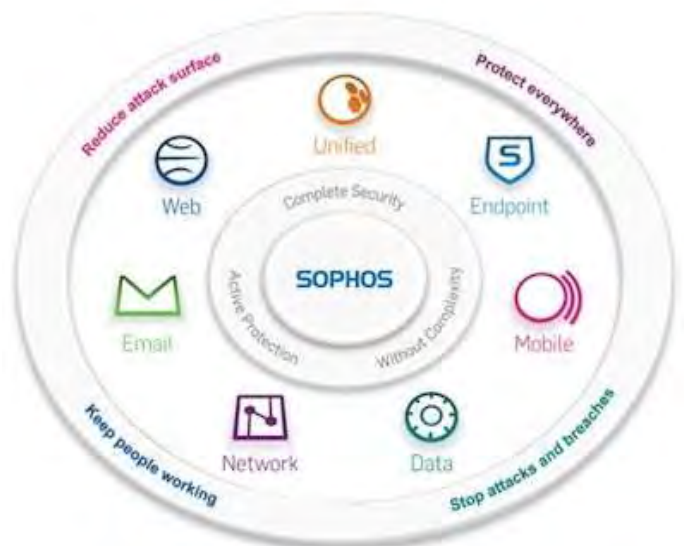 Reduce attack surface
Protect everywhere
Unified
Web
S
Endpoint
Complete Security
SOPHOS
Active Protection
Without Complexity
Email
Mobile
Network
Data
Keep people working
Stop attacks and breaches